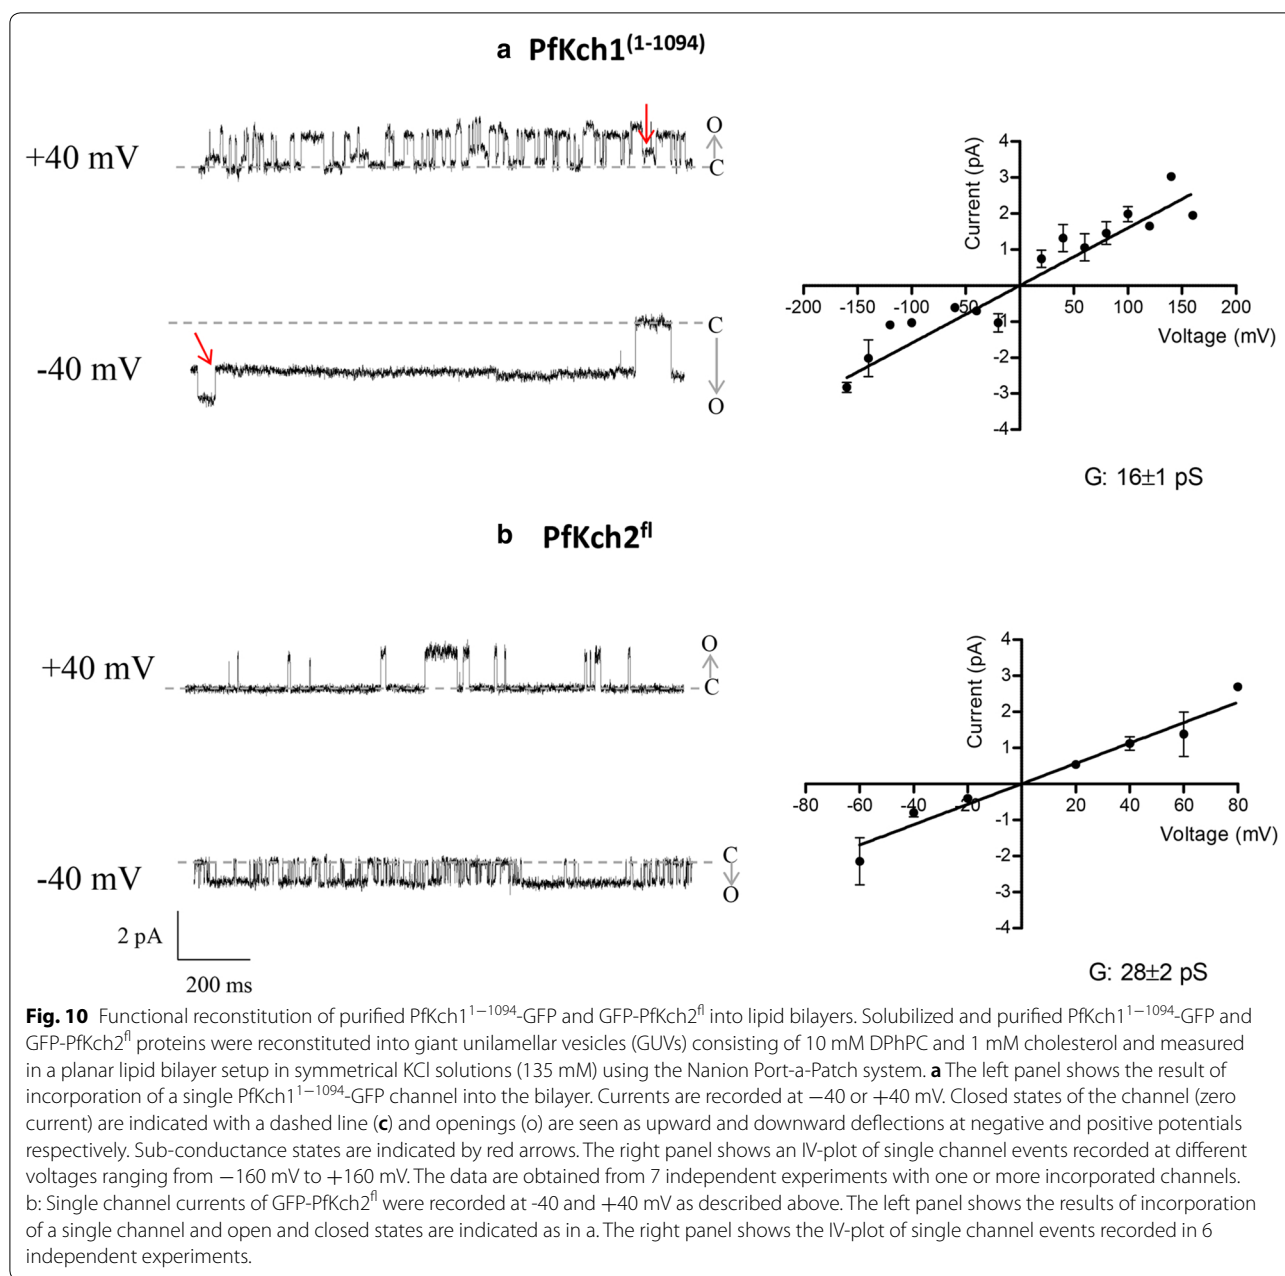 a PfKch1(1-1094)
+40 mV
O
C
-40 mV
C
O
Current (pA)
4
3
2
1
-200 -150 -100 -50 50 100 150 200
-1
Voltage (mV)
-2
-3
-4
G: 16±1 pS
b PfKch2fl
+40 mV
O
C
-40 mV
C
O
2 pA
200 ms
Current (pA)
4
3
2
1
-80 -60 -40 -20 20 40 60 80
-1
Voltage (mV)
-2
-3
-4
G: 28±2 pS
Fig. 10 Functional reconstitution of purified PfKch11−1094-GFP and GFP-PfKch2fl into lipid bilayers. Solubilized and purified PfKch11−1094-GFP and
GFP-PfKch2fl proteins were reconstituted into giant unilamellar vesicles (GUVs) consisting of 10 mM DPhPC and 1 mM cholesterol and measured
in a planar lipid bilayer setup in symmetrical KCl solutions (135 mM) using the Nanion Port-a-Patch system. a The left panel shows the result of
incorporation of a single PfKch11−1094-GFP channel into the bilayer. Currents are recorded at −40 or +40 mV. Closed states of the channel (zero
current) are indicated with a dashed line (c) and openings (o) are seen as upward and downward deflections at negative and positive potentials
respectively. Sub-conductance states are indicated by red arrows. The right panel shows an IV-plot of single channel events recorded at different
voltages ranging from −160 mV to +160 mV. The data are obtained from 7 independent experiments with one or more incorporated channels.
b: Single channel currents of GFP-PfKch2fl were recorded at -40 and +40 mV as described above. The left panel shows the results of incorporation
of a single channel and open and closed states are indicated as in a. The right panel shows the IV-plot of single channel events recorded in 6
independent experiments.